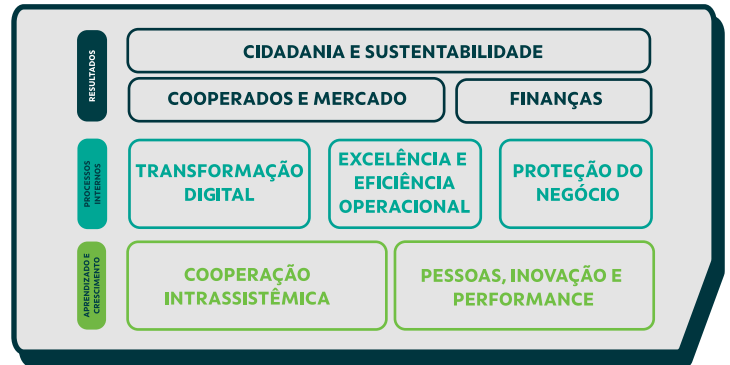 RESULTADOS
CIDADANIA E SUSTENTABILIDADE
COOPERADOS E MERCADO
FINANÇAS
PROCESSOS
INTERNOS
TRANSFORMAÇÃO
DIGITAL
EXCELÊNCIA E
EFICIÊNCIA
OPERACIONAL
PROTEÇÃO DO
NEGÓCIO
APRENDIZADO E
CRESCIMENTO
COOPERAÇÃO
INTRASSISTÊMICA
PESSOAS, INOVAÇÃO E
PERFORMANCE